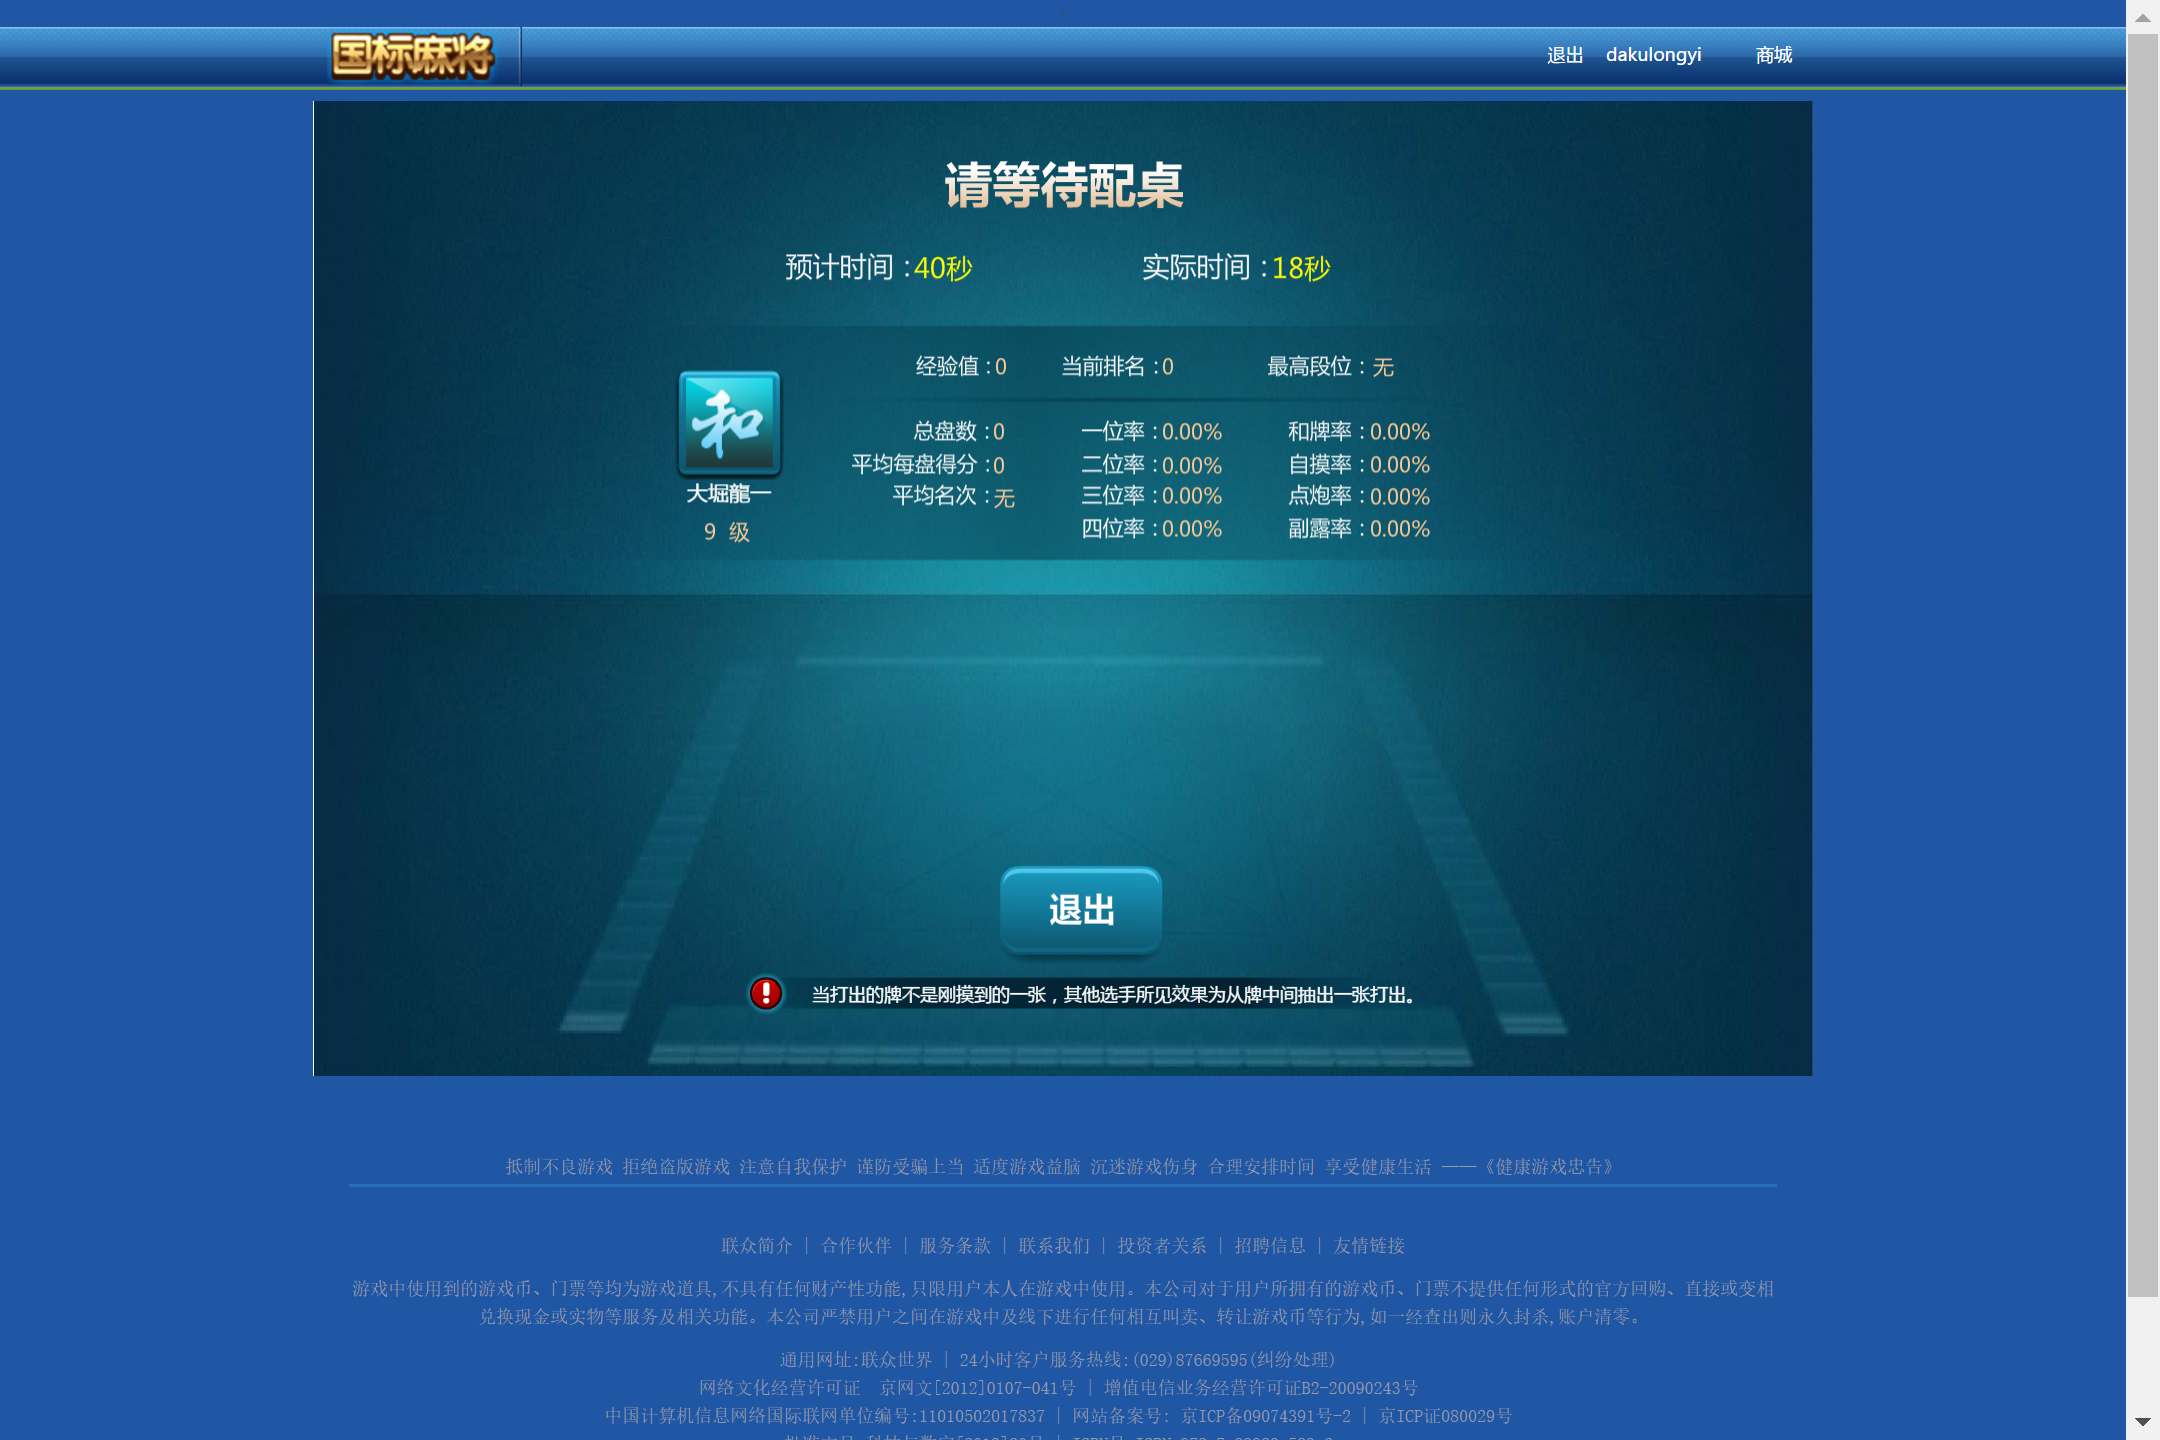 国标麻将
退出 dakulongyi 商城
请等待配桌
预计时间：40秒 实际时间：18秒
经验值：0 当前排名：0 最高段位：无
和
总盘数：0 一位率：0.00% 和牌率：0.00%
平均每盘得分：0 二位率：0.00% 自摸率：0.00%
大堀龍一 平均名次：无 三位率：0.00% 点炮率：0.00%
9 级 四位率：0.00% 副露率：0.00%
退出
当打出的牌不是刚摸到的一张，其他选手所见效果为从牌中间抽出一张打出。
抵制不良游戏 拒绝盗版游戏 注意自我保护 谨防受骗上当 适度游戏益脑 沉迷游戏伤身 合理安排时间 享受健康生活 ——《健康游戏忠告》
联众简介 | 合作伙伴 | 服务条款 | 联系我们 | 投资者关系 | 招聘信息 | 友情链接
游戏中使用到的游戏币、门票等均为游戏道具,不具有任何财产性功能,只限用户本人在游戏中使用。本公司对于用户所拥有的游戏币、门票不提供任何形式的官方回购、直接或变相
兑换现金或实物等服务及相关功能。本公司严禁用户之间在游戏中及线下进行任何相互叫卖、转让游戏币等行为,如一经查出则永久封杀,账户清零。
通用网址:联众世界 | 24小时客户服务热线:(029)87669595(纠纷处理)
网络文化经营许可证 京网文[2012]0107-041号 | 增值电信业务经营许可证B2-20090243号
中国计算机信息网络国际联网单位编号:11010502017837 | 网站备案号: 京ICP备09074391号-2 | 京ICP证080029号